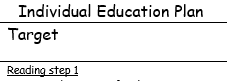 Individual Education Plan
Target
Reading step 1